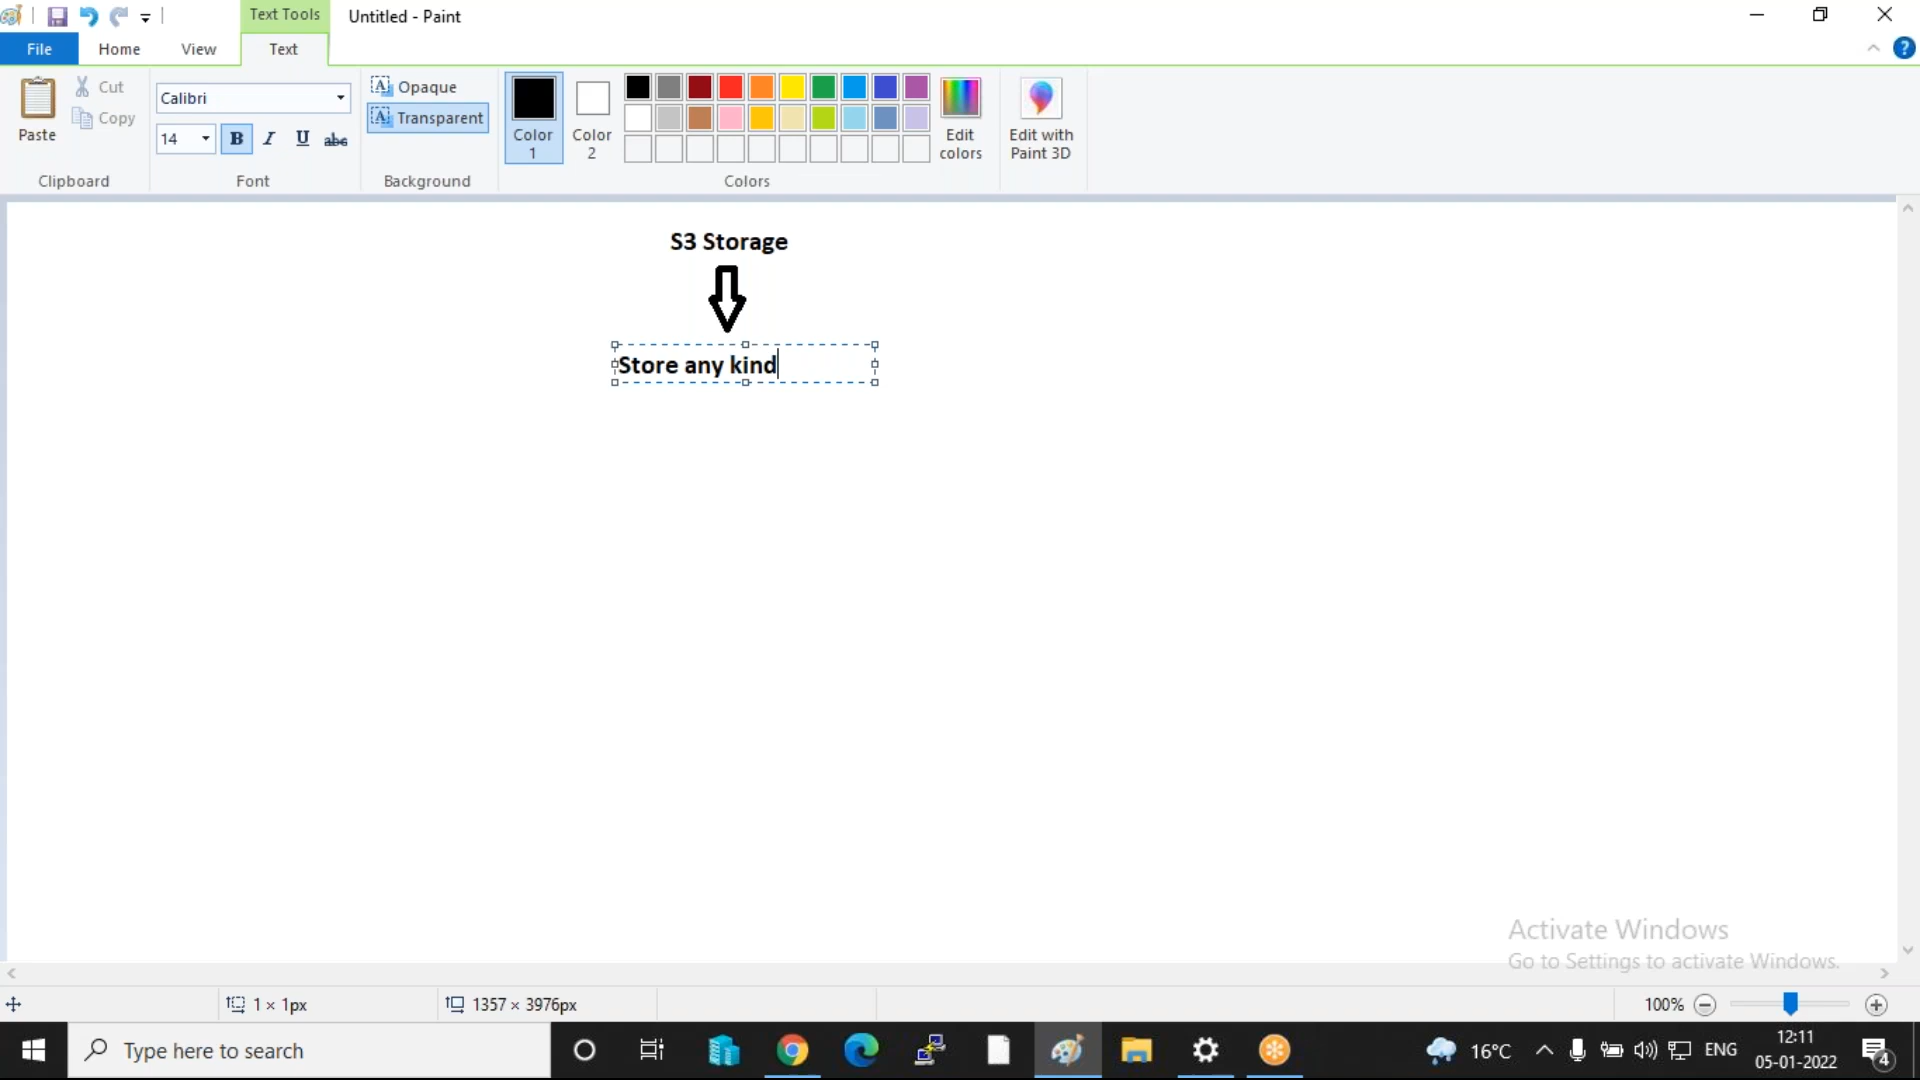 Text Tools
Untitled - Paint
File
Home
View
Text
Paste
Cut
Copy
Clipboard
Calibri
14
B
I
U
abc
Font
Opaque
Transparent
Background
Color
1
Color
2
Colors
Edit
colors
Edit with
Paint 3D
S3 Storage
Store any kind
Activate Windows
Go to Settings to activate Windows.
1 × 1px
1357 × 3976px
100%
Type here to search
16°C
ENG
12:11
05-01-2022
4